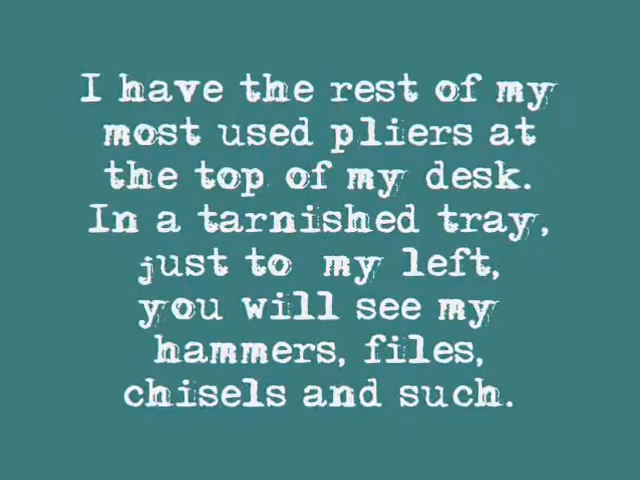 I have the rest of my
most used pliers at
the top of my desk.
In a tarnished tray,
just to my left,
you will see my
hammers, files,
chisels and such.